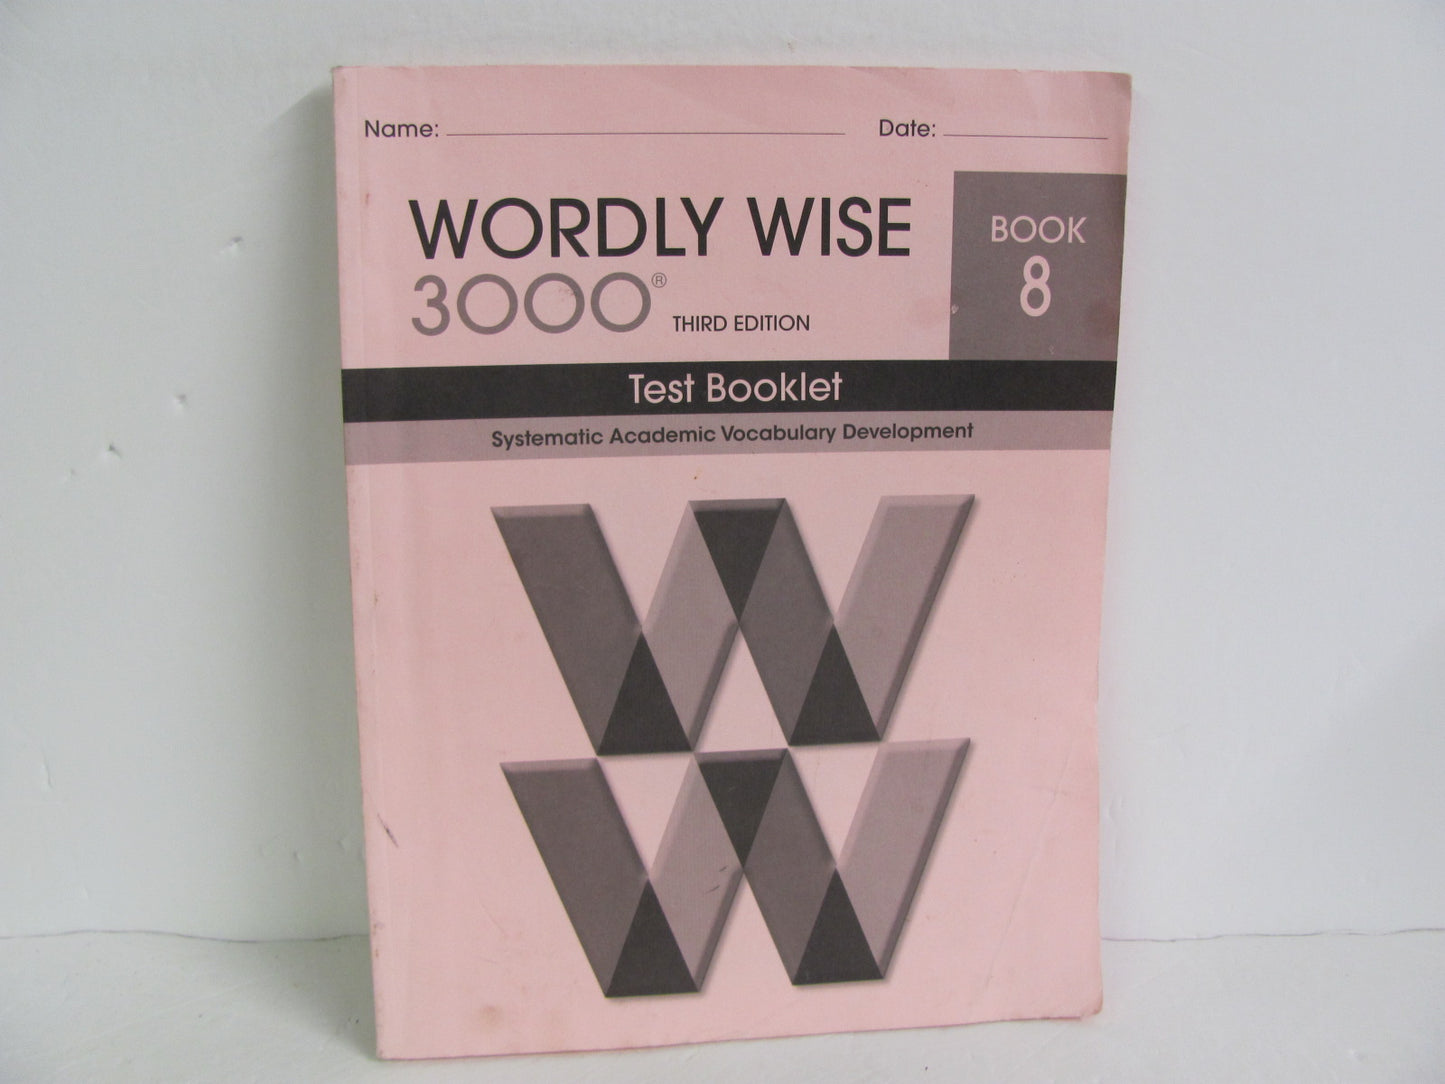 Name: Date:
WORDLY WISE
3000® THIRD EDITION
BOOK
8
Test Booklet
Systematic Academic Vocabulary Development